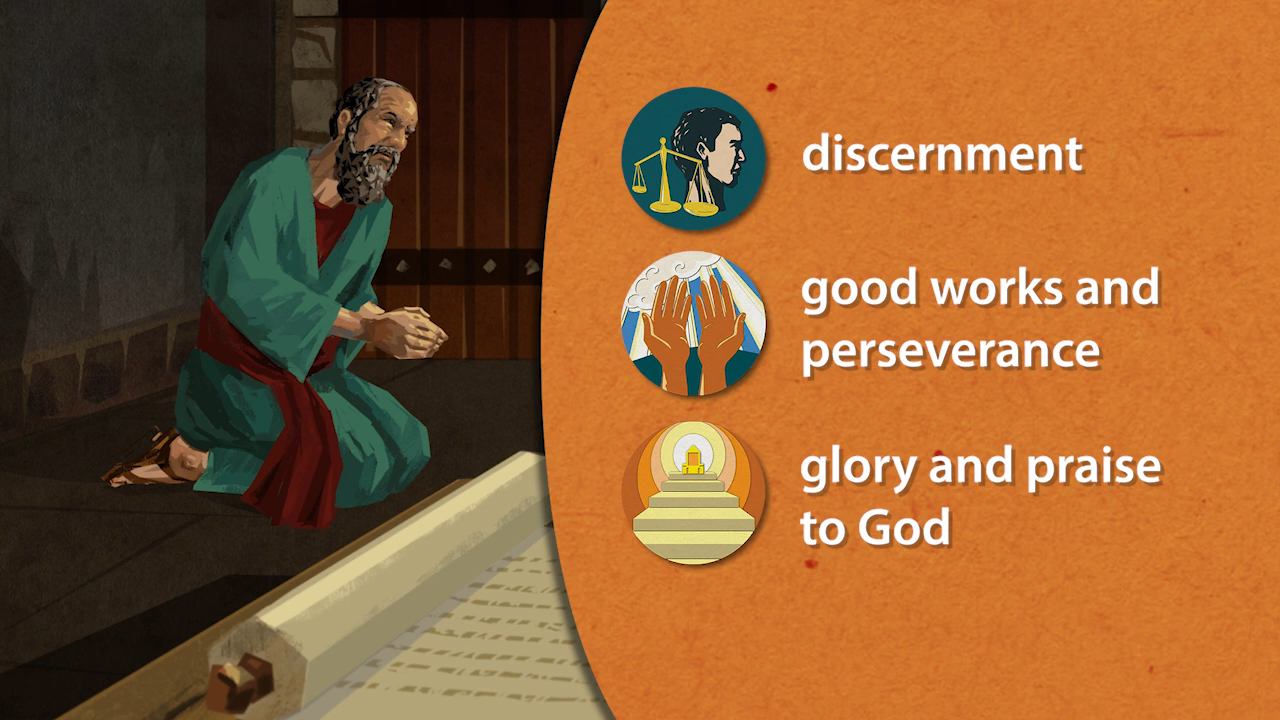 discernment
good works and
perseverance
glory and praise
to God